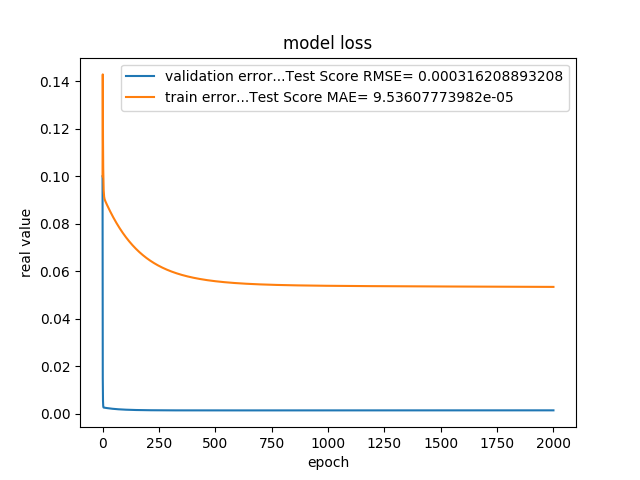 model loss
validation error...Test Score RMSE= 0.000316208893208
train error...Test Score MAE= 9.53607773982e-05
0.14
0.12
0.10
0.08
0.06
0.04
0.02
0.00
real value
0 250 500 750 1000 1250 1500 1750 2000
epoch